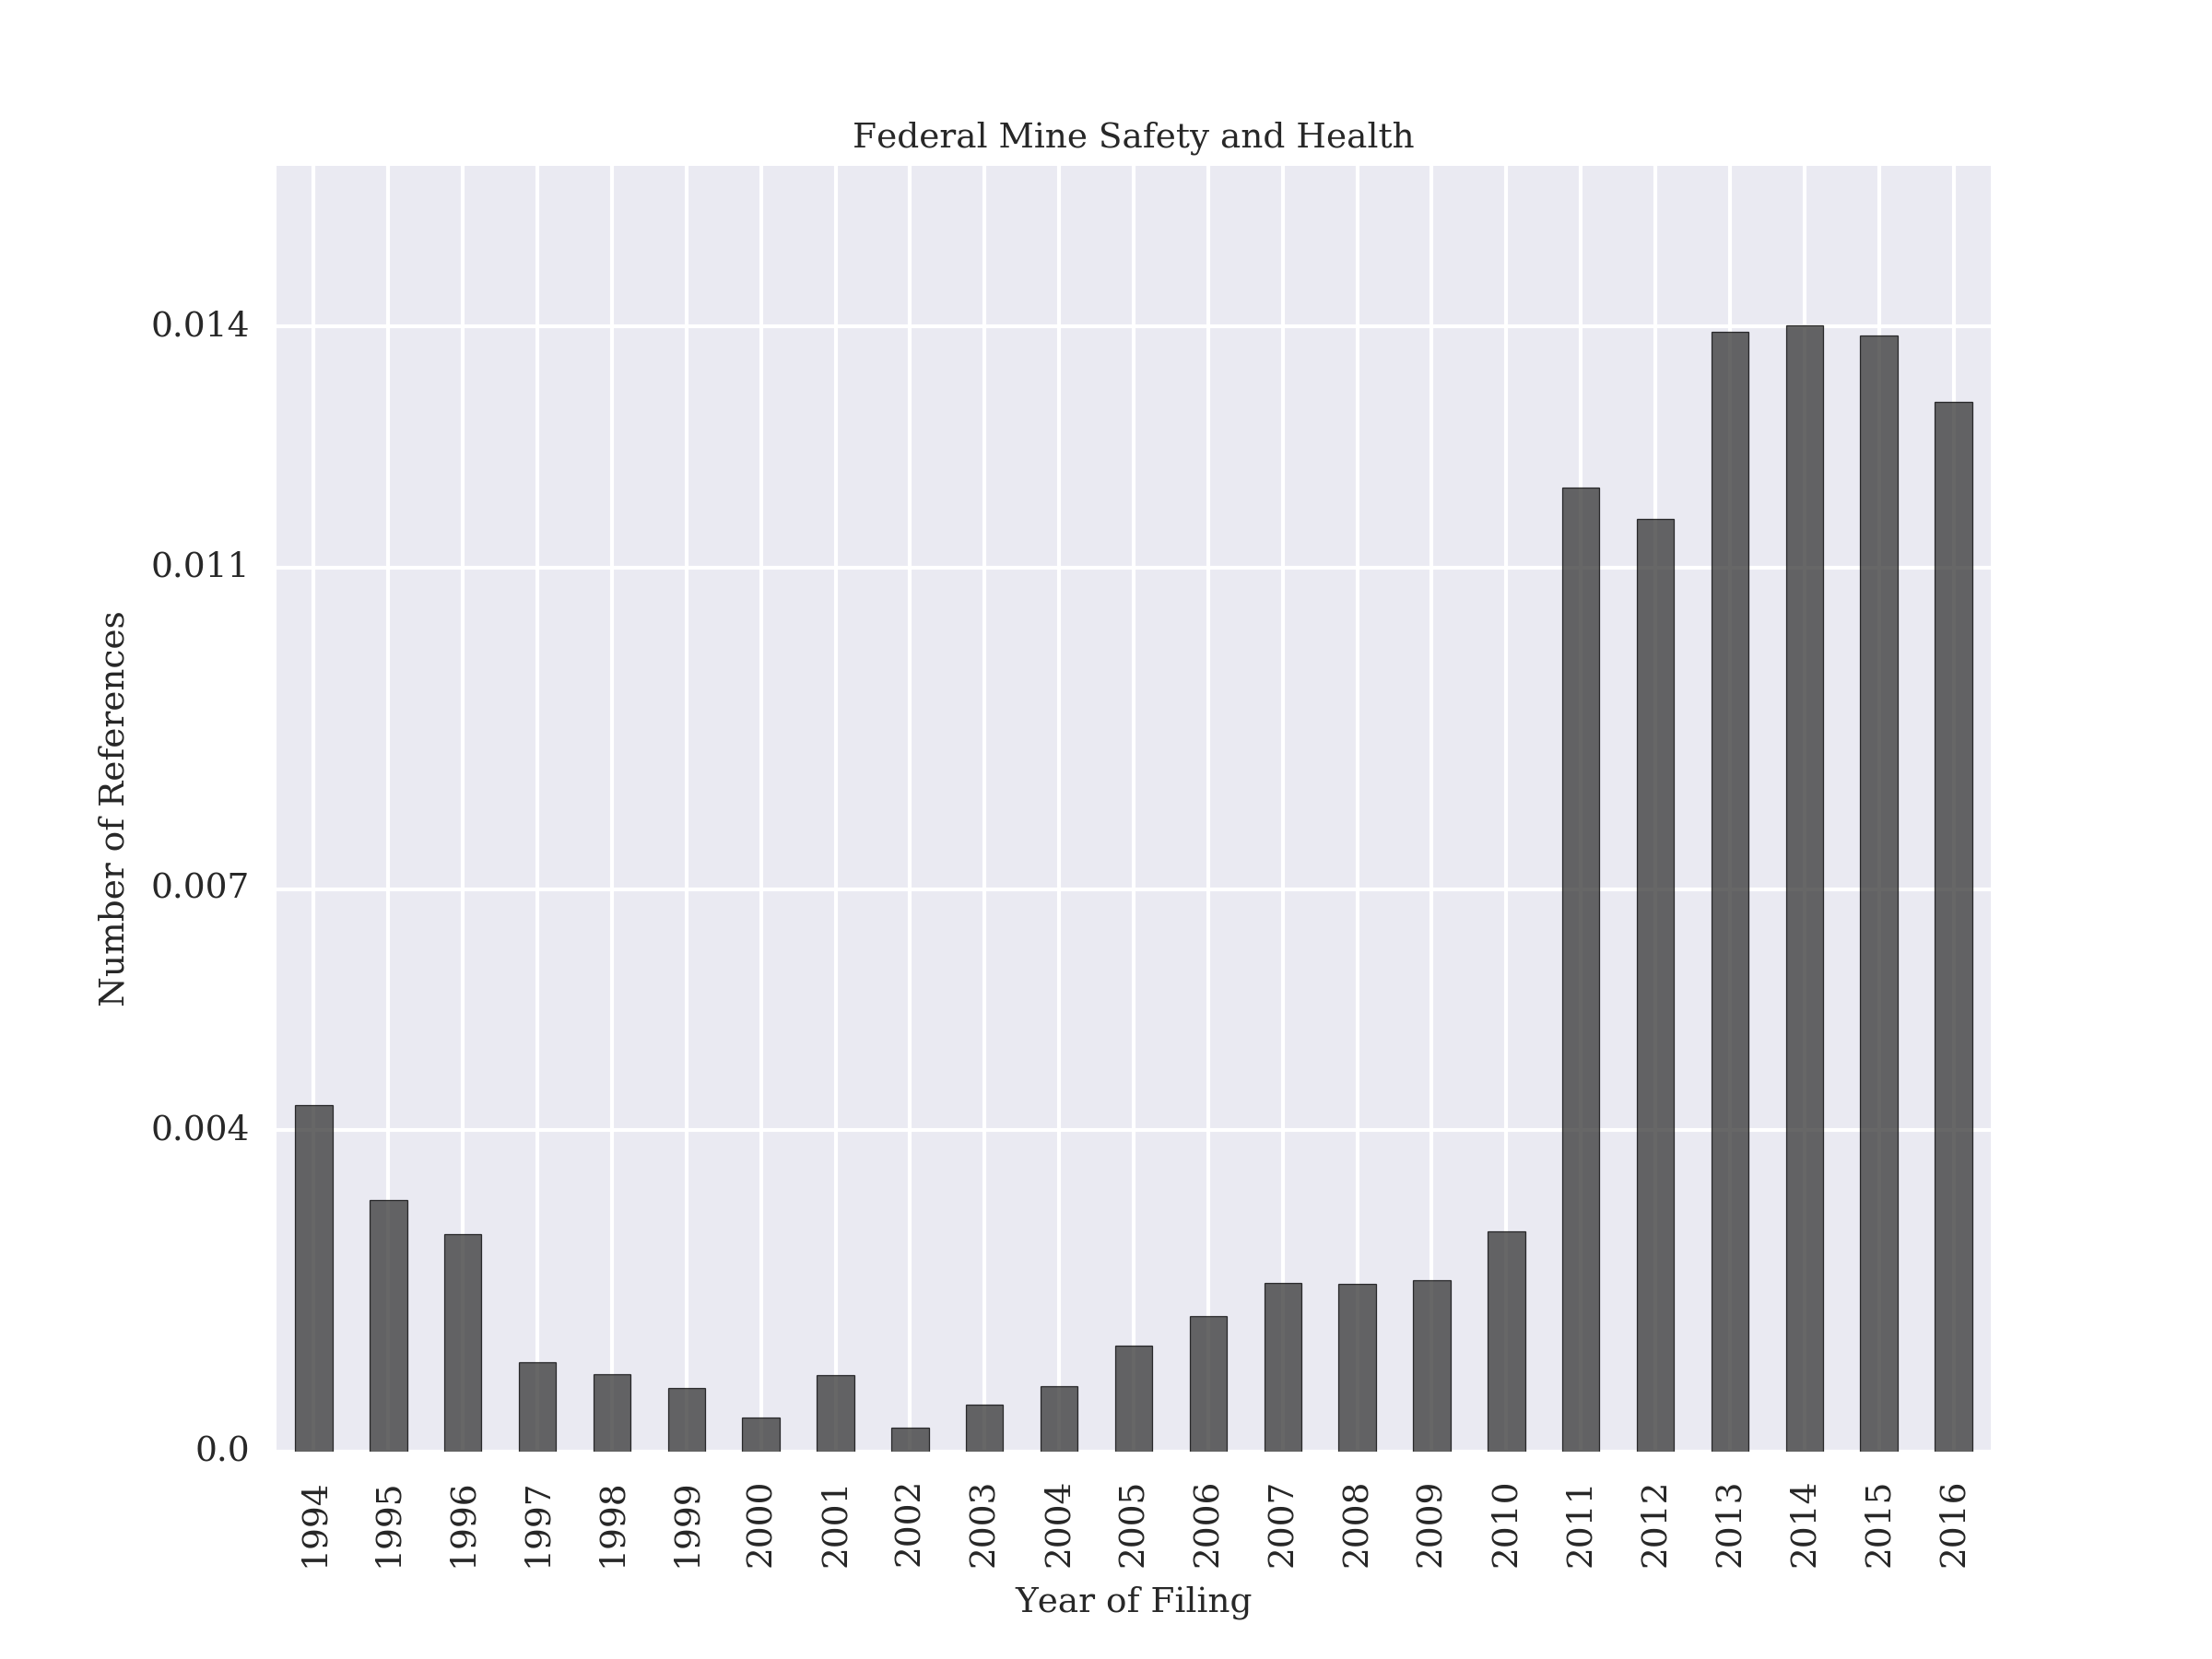 Federal Mine Safety and Health
0.014
0.011
0.007
0.004
0.0
Number of References
1994 1995 1996 1997 1998 1999 2000 2001 2002 2003 2004 2005 2006 2007 2008 2009 2010 2011 2012 2013 2014 2015 2016
Year of Filing